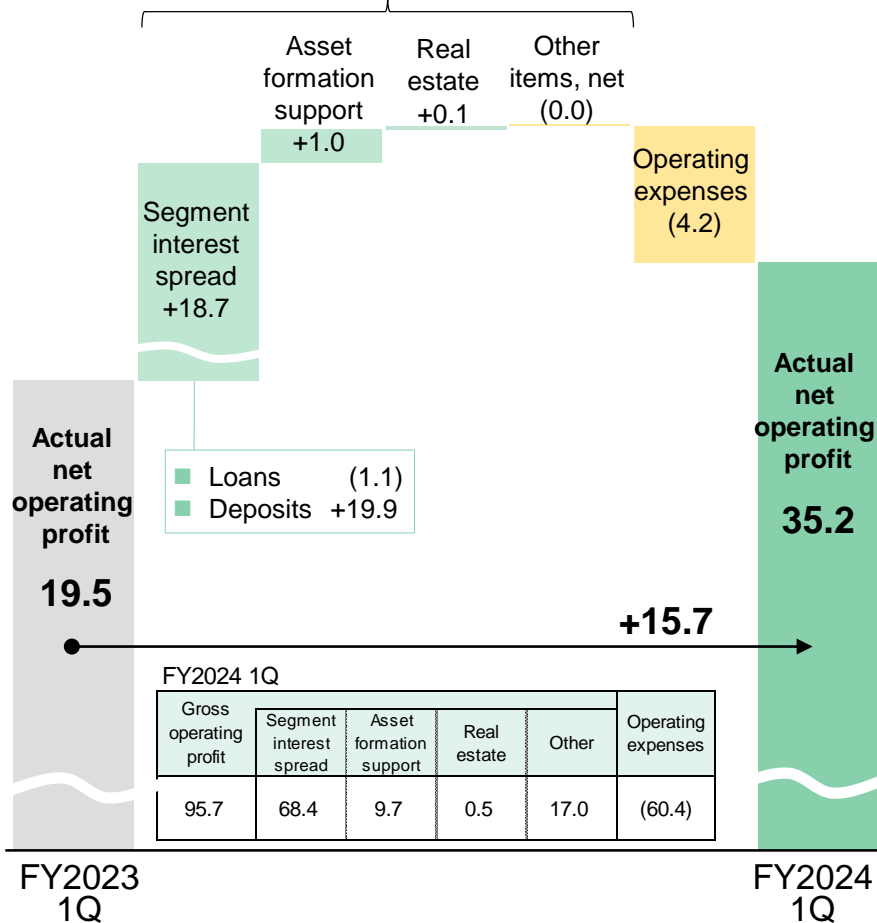 Asset
formation
support
+1.0
Real
estate
+0.1
Other
items, net
(0.0)
Operating
expenses
(4.2)
Segment
interest
spread
+18.7
Loans (1.1)
Deposits +19.9
Actual
net
operating
profit
19.5
Actual
net
operating
profit
35.2
+15.7
FY2024 1Q
Gross
operating
profit
Segment
interest
spread
Asset
formation
support
Real
estate
Other
Operating
expenses
95.7 68.4 9.7 0.5 17.0 (60.4)
FY2023
1Q
FY2024
1Q